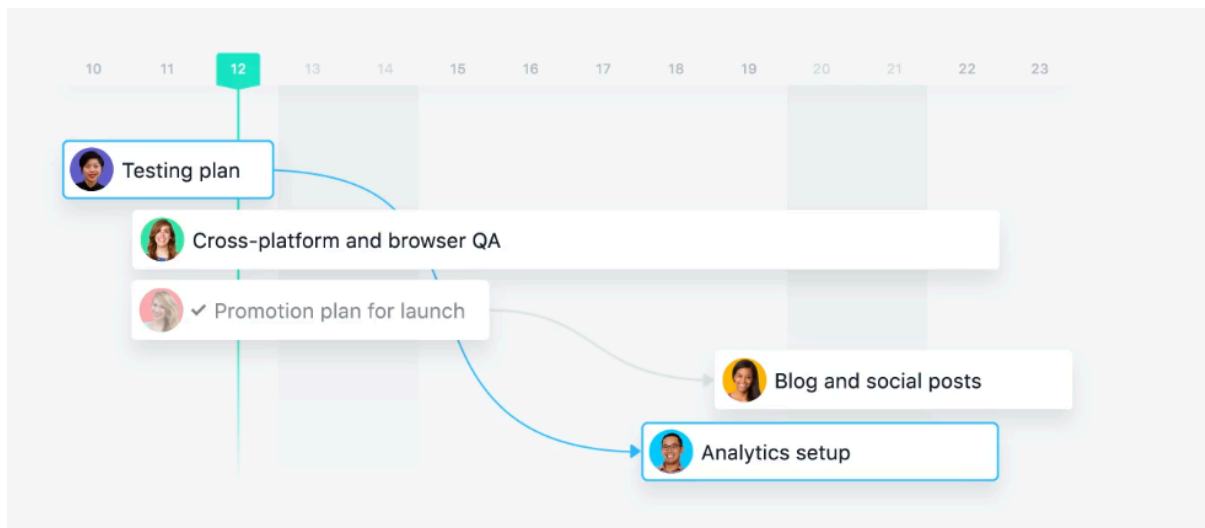 10 11 12 13 14 15 16 17 18 19 20 21 22 23
Testing plan
Cross-platform and browser QA
✓ Promotion plan for launch
Blog and social posts
Analytics setup